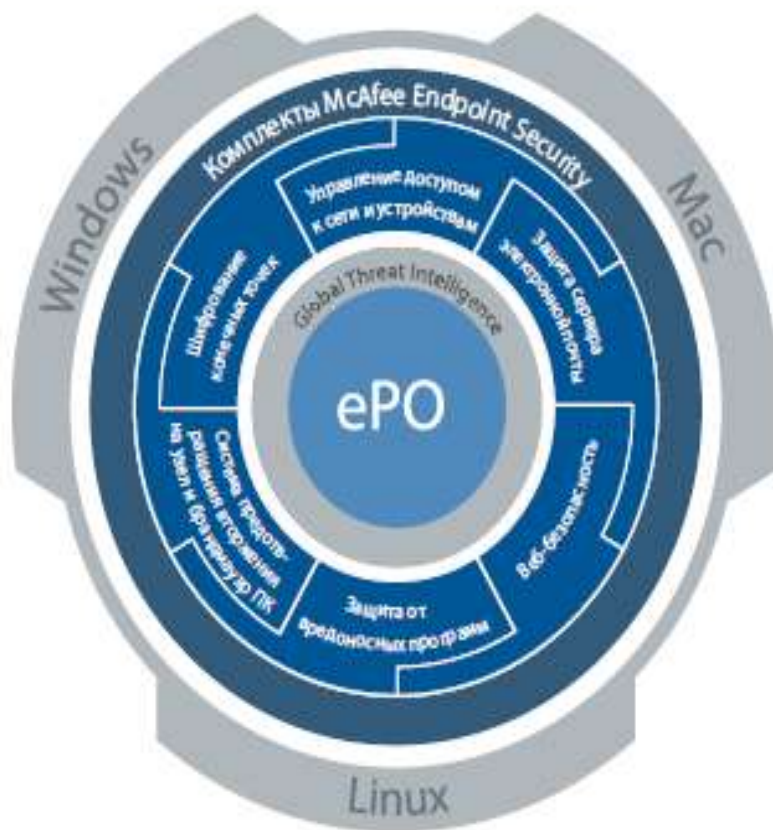 Windows
Mac
Linux
Комплекты McAfee Endpoint Security
Управление доступом
к сети и устройствам
Защита сервера
электронной почты
Веб-безопасность
Защита от
вредоносных программ
Система предотв-
ращения вторжения
на узел и брандмауэр ПК
Шифрование
конечных точек
Global Threat Intelligence
ePO